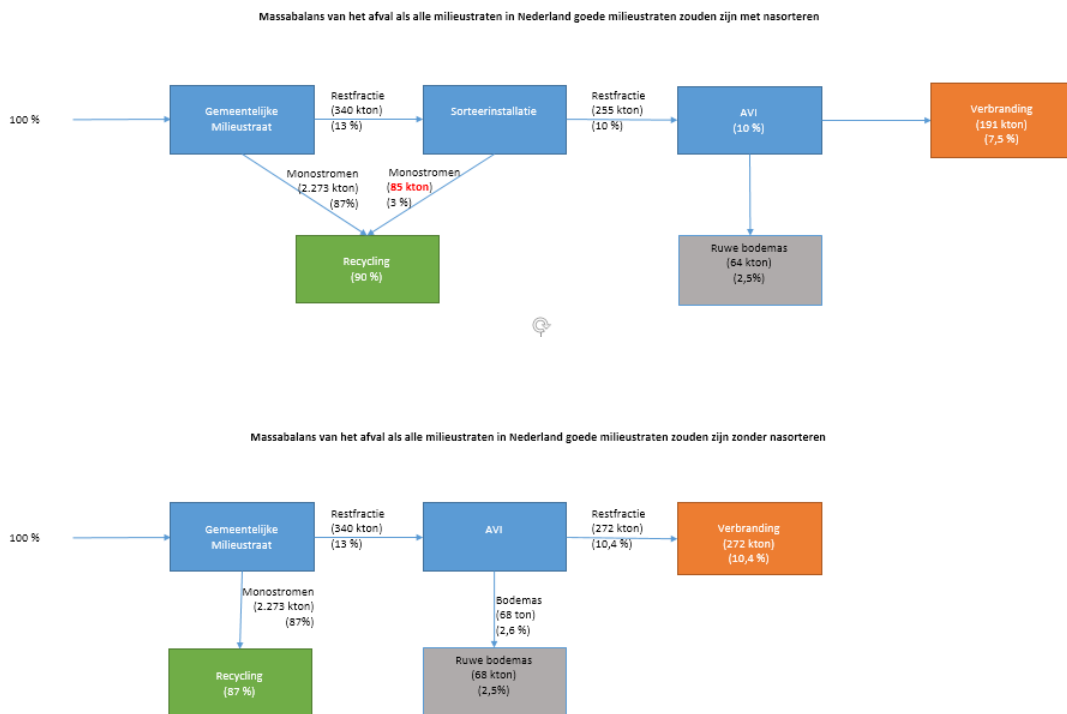 Massabalans van het afval als alle milieustraten in Nederland goede milieustraten zouden zijn met nasorteren
100 %
Gemeentelijke
Milieustraat
Restfractie
(340 kton)
(13 %)
Sorteerinstallatie
Restfractie
(255 kton)
(10 %)
AVI
(10 %)
Verbranding
(191 kton)
(7,5 %)
Monostromen
(2.273 kton)
(87%)
Monostromen
(85 kton)
(3 %)
Recycling
(90 %)
Ruwe bodemas
(64 kton)
(2,5%)
Massabalans van het afval als alle milieustraten in Nederland goede milieustraten zouden zijn zonder nasorteren
100 %
Gemeentelijke
Milieustraat
Restfractie
(340 kton)
(13 %)
AVI
Restfractie
(272 kton)
(10,4 %)
Verbranding
(272 kton)
(10,4 %)
Monostromen
(2.273 kton)
(87%)
Bodemas
(68 ton)
(2,6 %)
Recycling
(87 %)
Ruwe bodemas
(68 kton)
(2,5%)